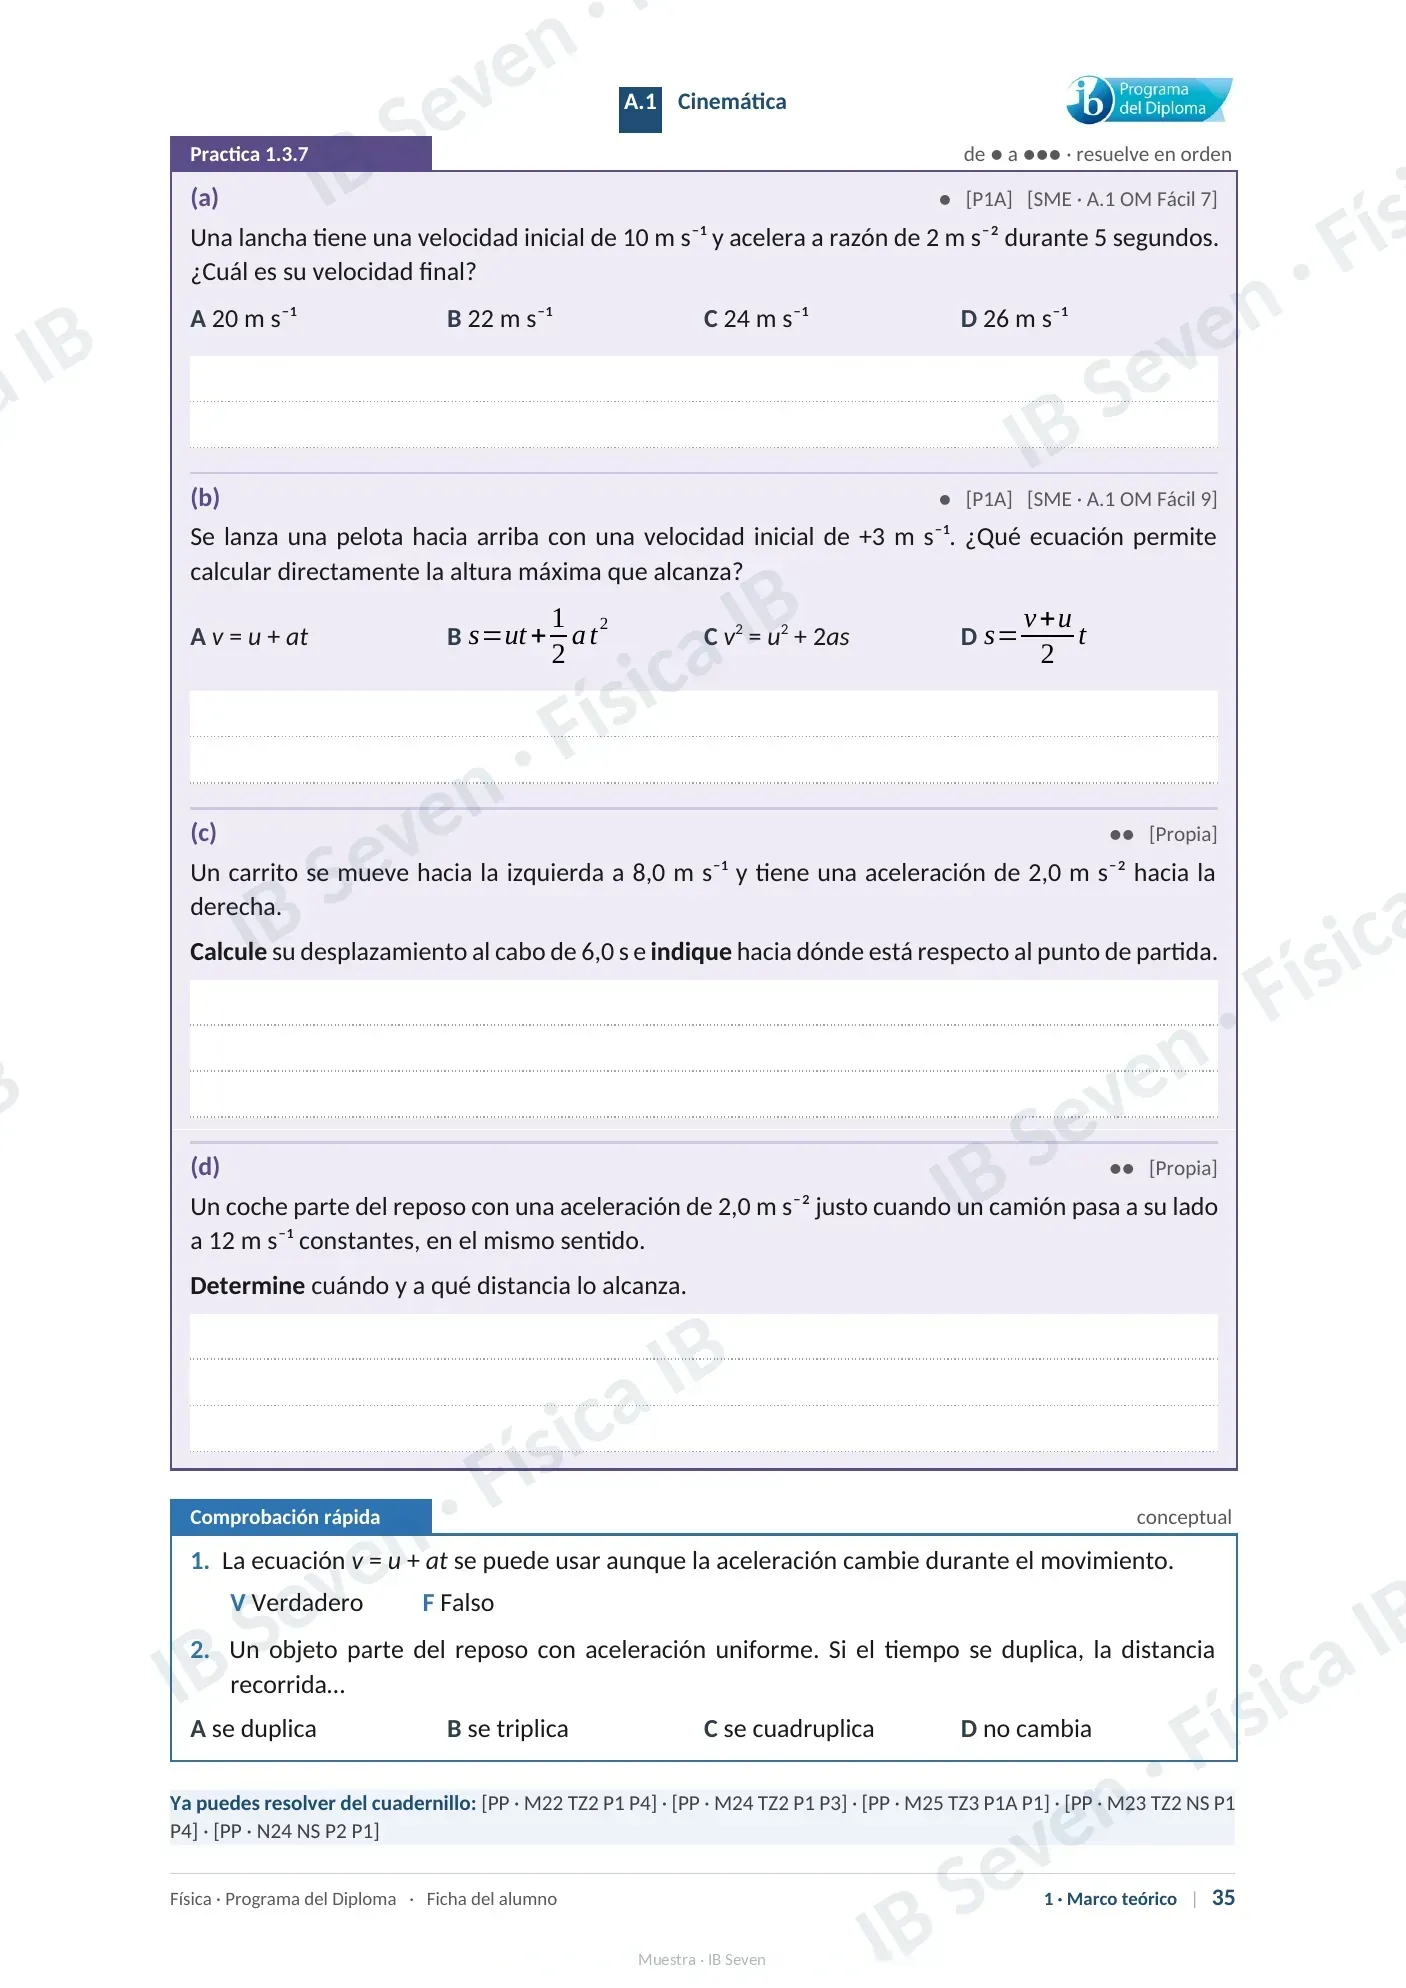 A.1 Cinemática
Programa
del Diploma
Practica 1.3.7
de ● a ●●● · resuelve en orden
(a) ● [P1A] [SME · A.1 OM Fácil 7]
Una lancha tiene una velocidad inicial de 10 m s⁻¹ y acelera a razón de 2 m s⁻² durante 5 segundos.
¿Cuál es su velocidad final?
A 20 m s⁻¹ B 22 m s⁻¹ C 24 m s⁻¹ D 26 m s⁻¹
(b) ● [P1A] [SME · A.1 OM Fácil 9]
Se lanza una pelota hacia arriba con una velocidad inicial de +3 m s⁻¹. ¿Qué ecuación permite
calcular directamente la altura máxima que alcanza?
A v = u + at B s=ut+1/2 at² C v² = u² + 2as D s=(v+u)/2 t
(c) ●● [Propia]
Un carrito se mueve hacia la izquierda a 8,0 m s⁻¹ y tiene una aceleración de 2,0 m s⁻² hacia la
derecha.
Calcule su desplazamiento al cabo de 6,0 s e indique hacia dónde está respecto al punto de partida.
(d) ●● [Propia]
Un coche parte del reposo con una aceleración de 2,0 m s⁻² justo cuando un camión pasa a su lado
a 12 m s⁻¹ constantes, en el mismo sentido.
Determine cuándo y a qué distancia lo alcanza.
Comprobación rápida
conceptual
1. La ecuación v = u + at se puede usar aunque la aceleración cambie durante el movimiento.
V Verdadero F Falso
2. Un objeto parte del reposo con aceleración uniforme. Si el tiempo se duplica, la distancia
recorrida…
A se duplica B se triplica C se cuadruplica D no cambia
Ya puedes resolver del cuadernillo: [PP · M22 TZ2 P1 P4] · [PP · M24 TZ2 P1 P3] · [PP · M25 TZ3 P1A P1] · [PP · M23 TZ2 NS P1
P4] · [PP · N24 NS P2 P1]
Física · Programa del Diploma · Ficha del alumno
1 · Marco teórico | 35
Muestra · IB Seven
IB Seven · Física IB